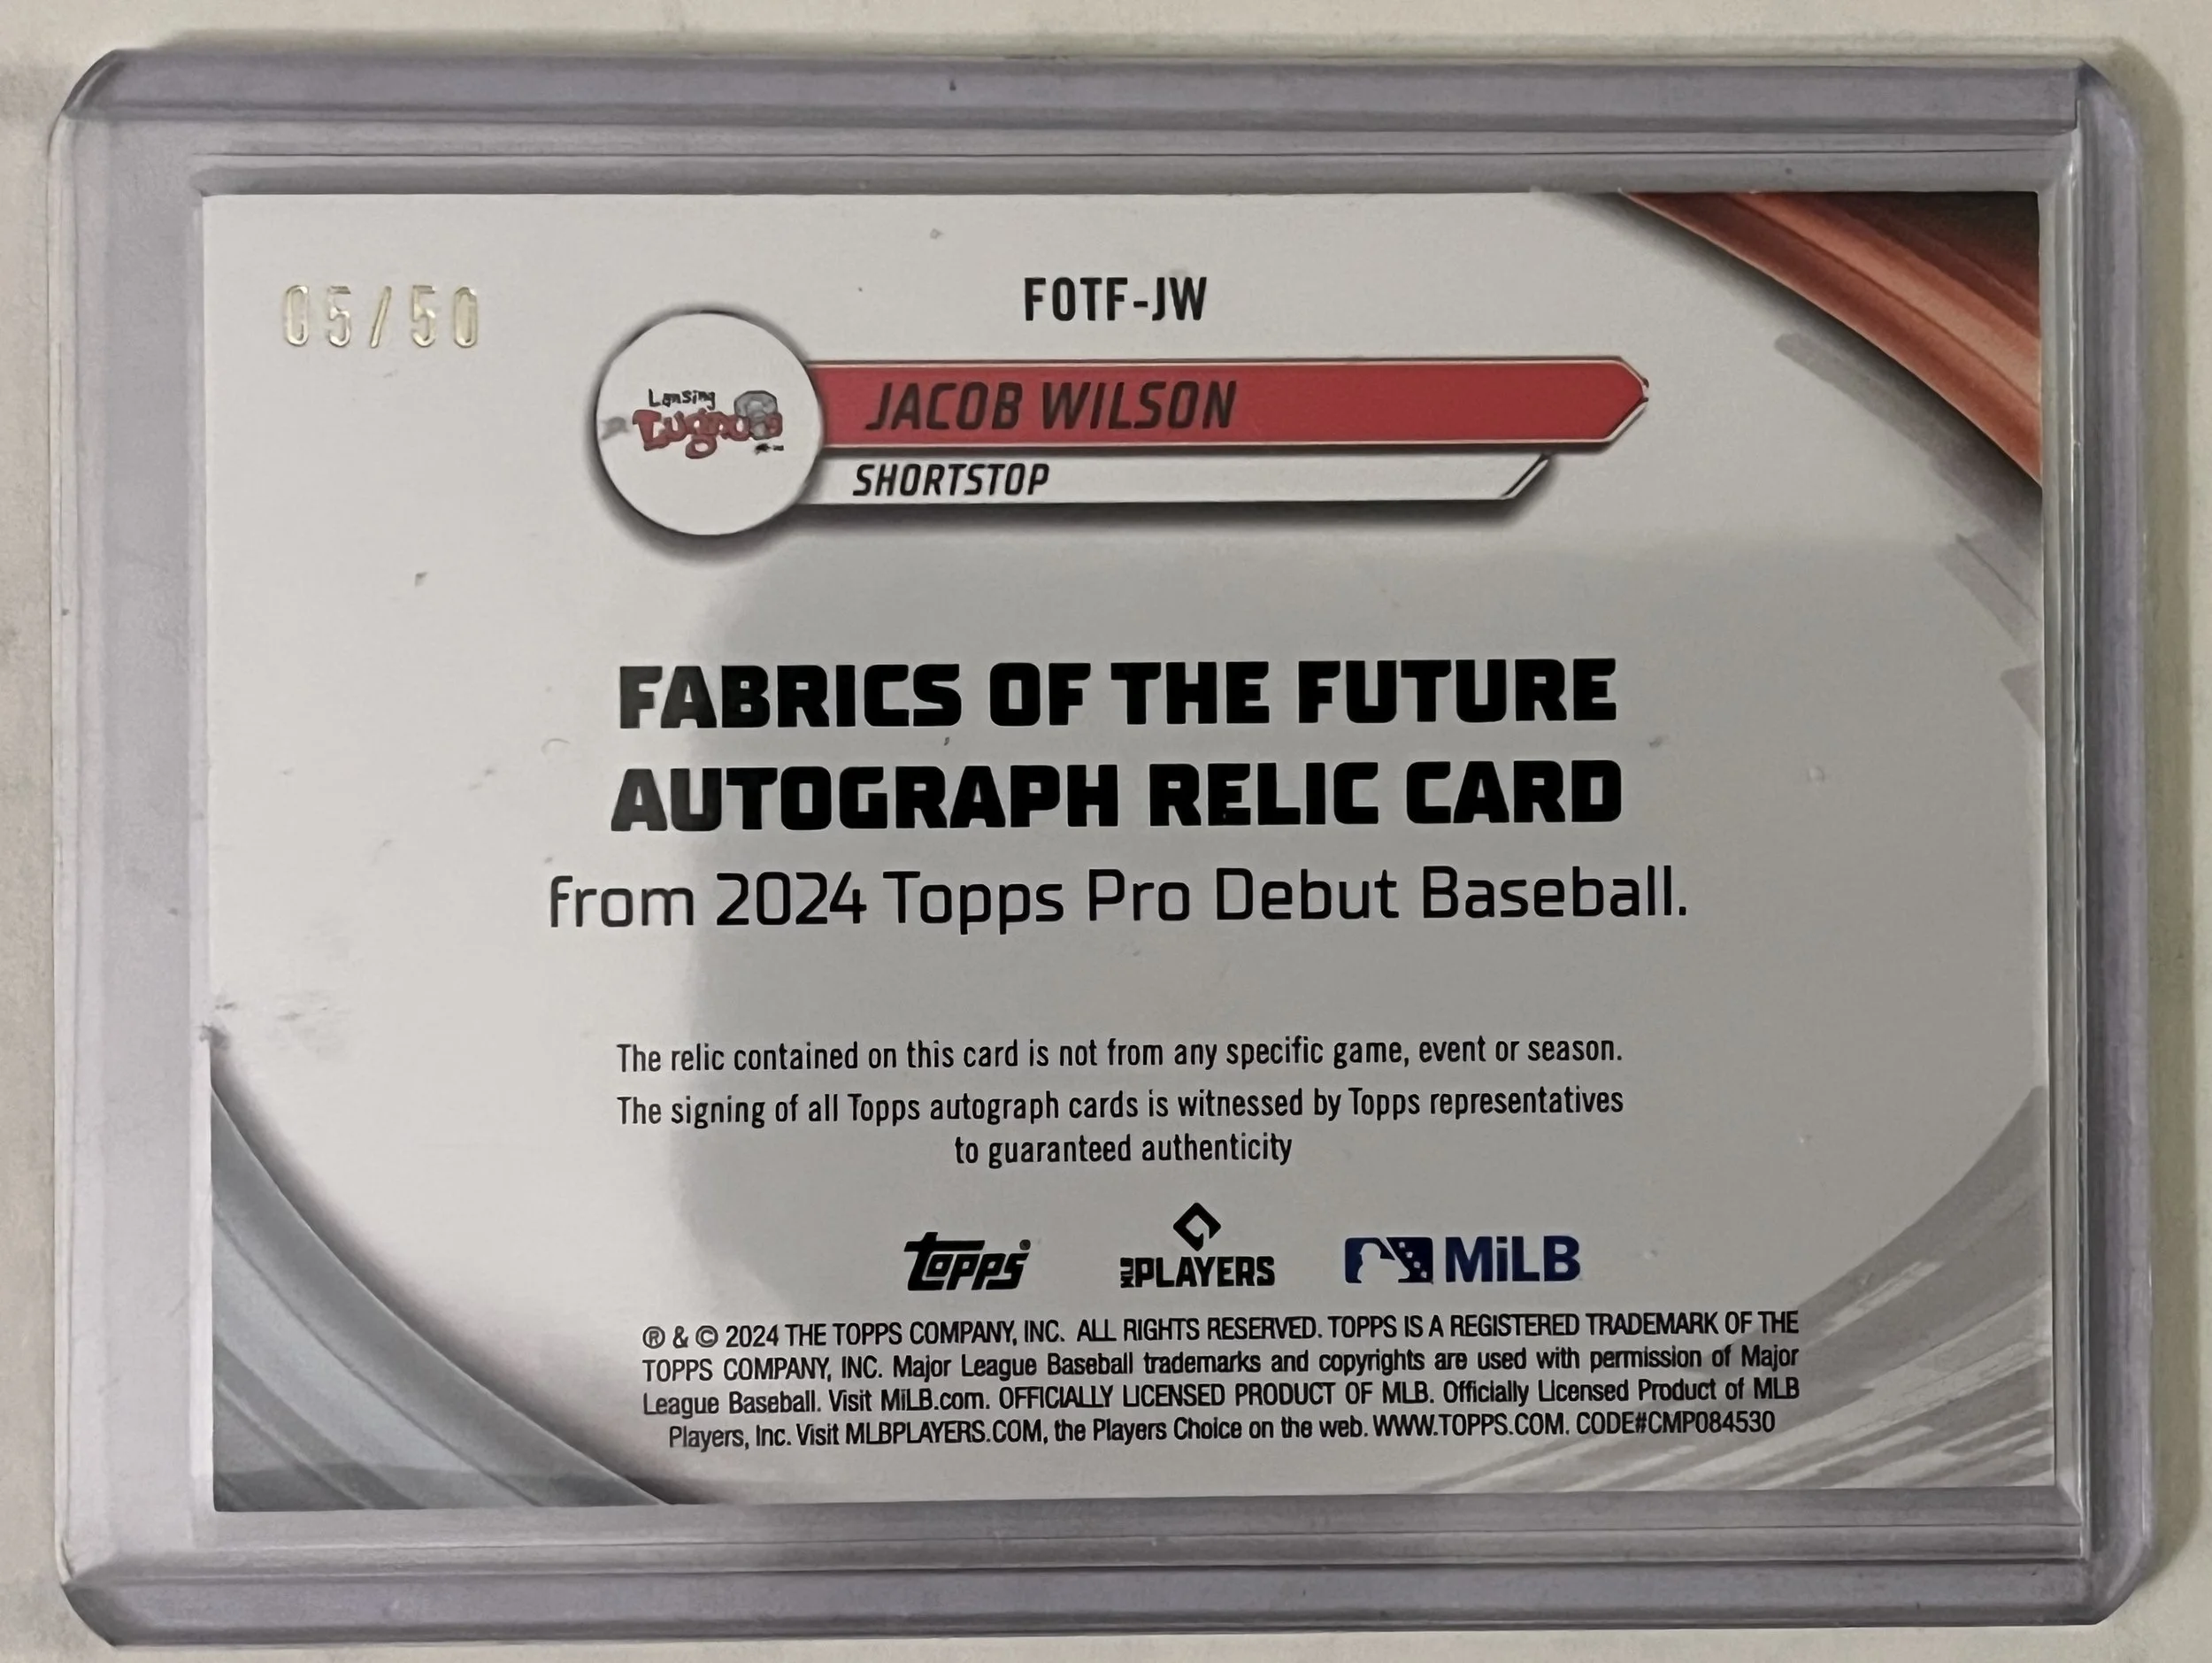 05/50
FOTF-JW
Lansing
Lugnuts
JACOB WILSON
SHORTSTOP
FABRICS OF THE FUTURE
AUTOGRAPH RELIC CARD
from 2024 Topps Pro Debut Baseball.
The relic contained on this card is not from any specific game, event or season.
The signing of all Topps autograph cards is witnessed by Topps representatives
to guaranteed authenticity
Topps® MLB PLAYERS MiLB
® & © 2024 THE TOPPS COMPANY, INC. ALL RIGHTS RESERVED. TOPPS IS A REGISTERED TRADEMARK OF THE
TOPPS COMPANY, INC. Major League Baseball trademarks and copyrights are used with permission of Major
League Baseball. Visit MiLB.com. OFFICIALLY LICENSED PRODUCT OF MLB. Officially Licensed Product of MLB
Players, Inc. Visit MLBPLAYERS.COM, the Players Choice on the web. WWW.TOPPS.COM. CODE#CMP084530